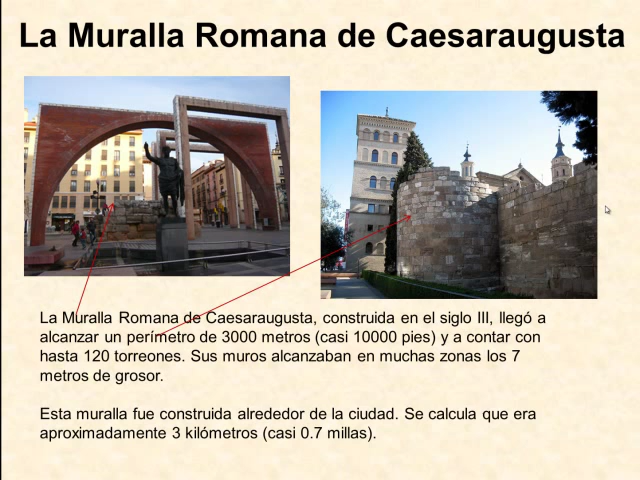 La Muralla Romana de Caesaraugusta
La Muralla Romana de Caesaraugusta, construida en el siglo III, llegó a
alcanzar un perímetro de 3000 metros (casi 10000 pies) y a contar con
hasta 120 torreones. Sus muros alcanzaban en muchas zonas los 7
metros de grosor.
Esta muralla fue construida alrededor de la ciudad. Se calcula que era
aproximadamente 3 kilómetros (casi 0.7 millas).